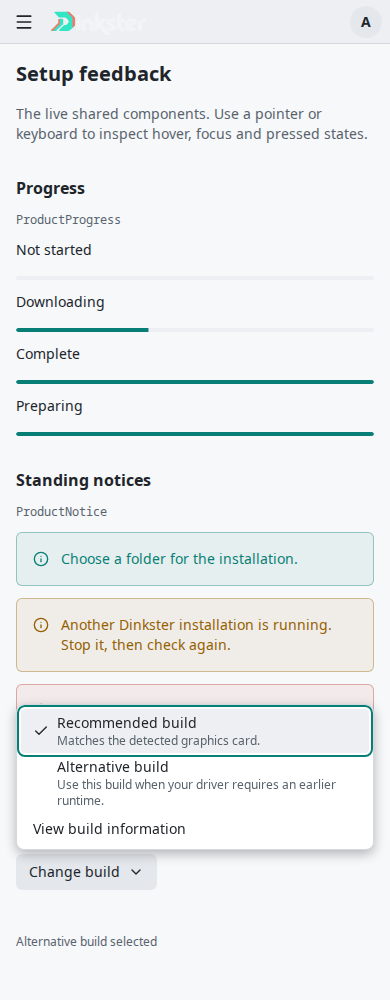 Dinkster
A
Setup feedback
The live shared components. Use a pointer or
keyboard to inspect hover, focus and pressed states.
Progress
ProductProgress
Not started
Downloading
Complete
Preparing
Standing notices
ProductNotice
Choose a folder for the installation.
Another Dinkster installation is running.
Stop it, then check again.
Recommended build
Matches the detected graphics card.
Alternative build
Use this build when your driver requires an earlier
runtime.
View build information
Change build
Alternative build selected